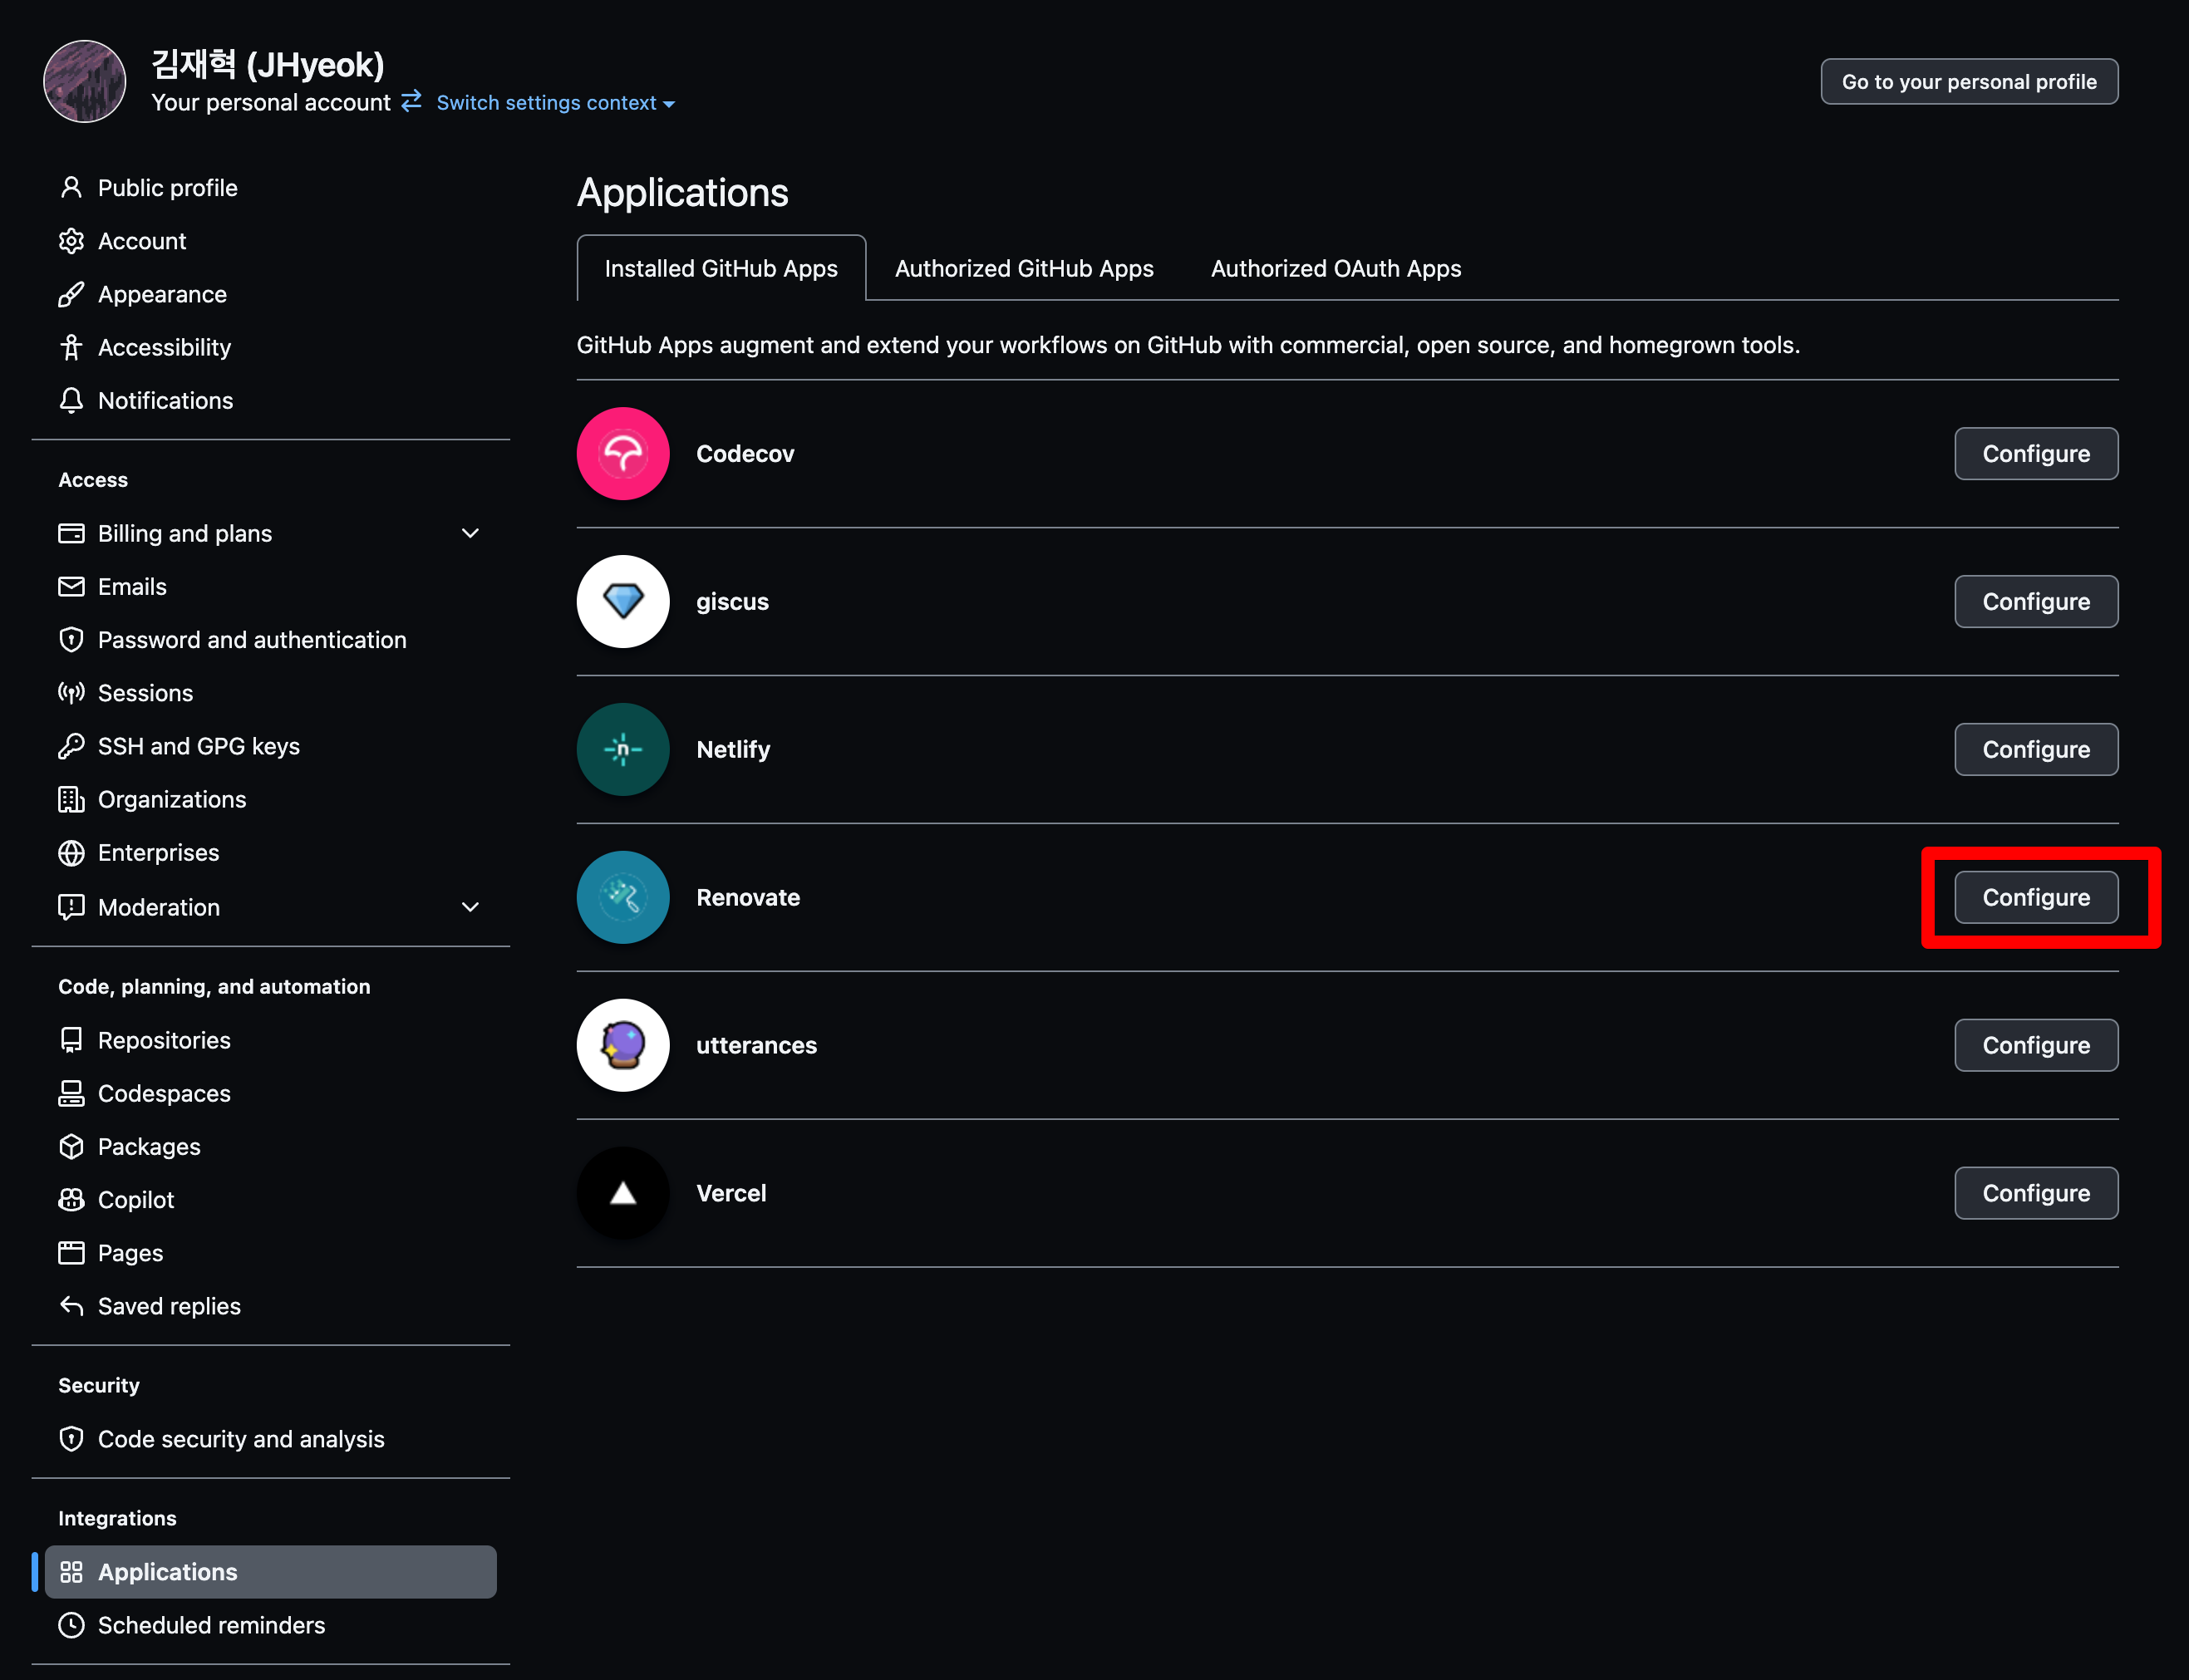 김재혁 (JHyeok)
Your personal account Switch settings context
Go to your personal profile
Public profile
Account
Appearance
Accessibility
Notifications
Access
Billing and plans
Emails
Password and authentication
Sessions
SSH and GPG keys
Organizations
Enterprises
Moderation
Code, planning, and automation
Repositories
Codespaces
Packages
Copilot
Pages
Saved replies
Security
Code security and analysis
Integrations
Applications
Scheduled reminders
Applications
Installed GitHub Apps Authorized GitHub Apps Authorized OAuth Apps
GitHub Apps augment and extend your workflows on GitHub with commercial, open source, and homegrown tools.
Codecov Configure
giscus Configure
n
Netlify Configure
Renovate Configure
utterances Configure
Vercel Configure